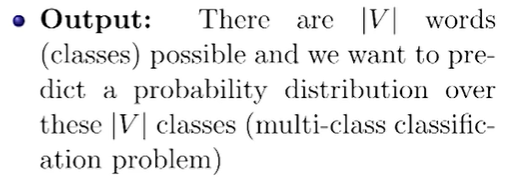 • Output: There are |V| words
(classes) possible and we want to pre-
dict a probability distribution over
these |V| classes (multi-class classific-
ation problem)